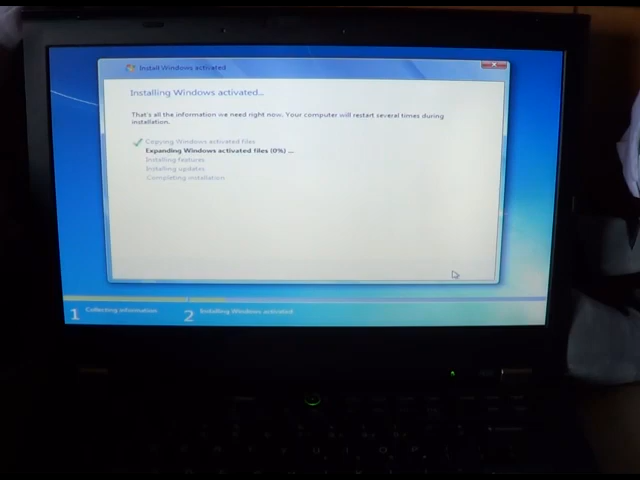 Install Windows activated
Installing Windows activated...
That's all the information we need right now. Your computer will restart several times during
installation.
Copying Windows activated files
Expanding Windows activated files (0%) ...
Installing features
Installing updates
Completing installation
1 Collecting information
2 Installing Windows activated